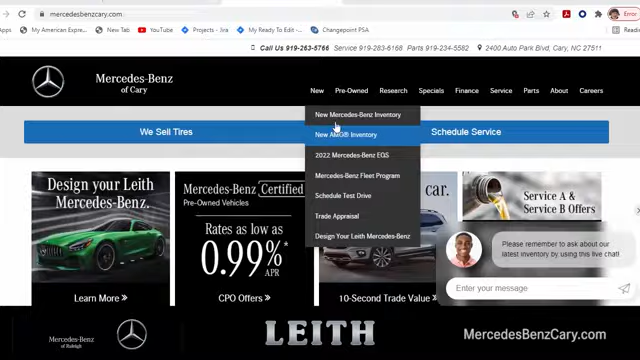 mercedesbenzcary.com
Error
My American Expre...
New Tab
YouTube
Projects - Jira
My Ready To Edit -...
Changepoint PSA
Readin
Call Us 919-263-5766 Service 919-283-6168 Parts 919-234-5582 2400 Auto Park Blvd, Cary, NC 27511
Mercedes-Benz
of Cary
New Pre-Owned Research Specials Finance Service Parts About Careers
New Mercedes-Benz Inventory
New AMG® Inventory
2022 Mercedes-Benz EQS
Mercedes-Benz Fleet Program
Schedule Test Drive
Trade Appraisal
Design Your Leith Mercedes-Benz
We Sell Tires
Schedule Service
Design your Leith
Mercedes-Benz.
Learn More »
Mercedes-Benz Certified
Pre-Owned Vehicles
Rates as low as
0.99%*
APR
CPO Offers »
car.
10-Second Trade Value »
Service A &
Service B Offers
Please remember to ask about our
latest inventory by using this live chat!
Enter your message
Mercedes-Benz
of Raleigh
LEITH
MercedesBenzCary.com